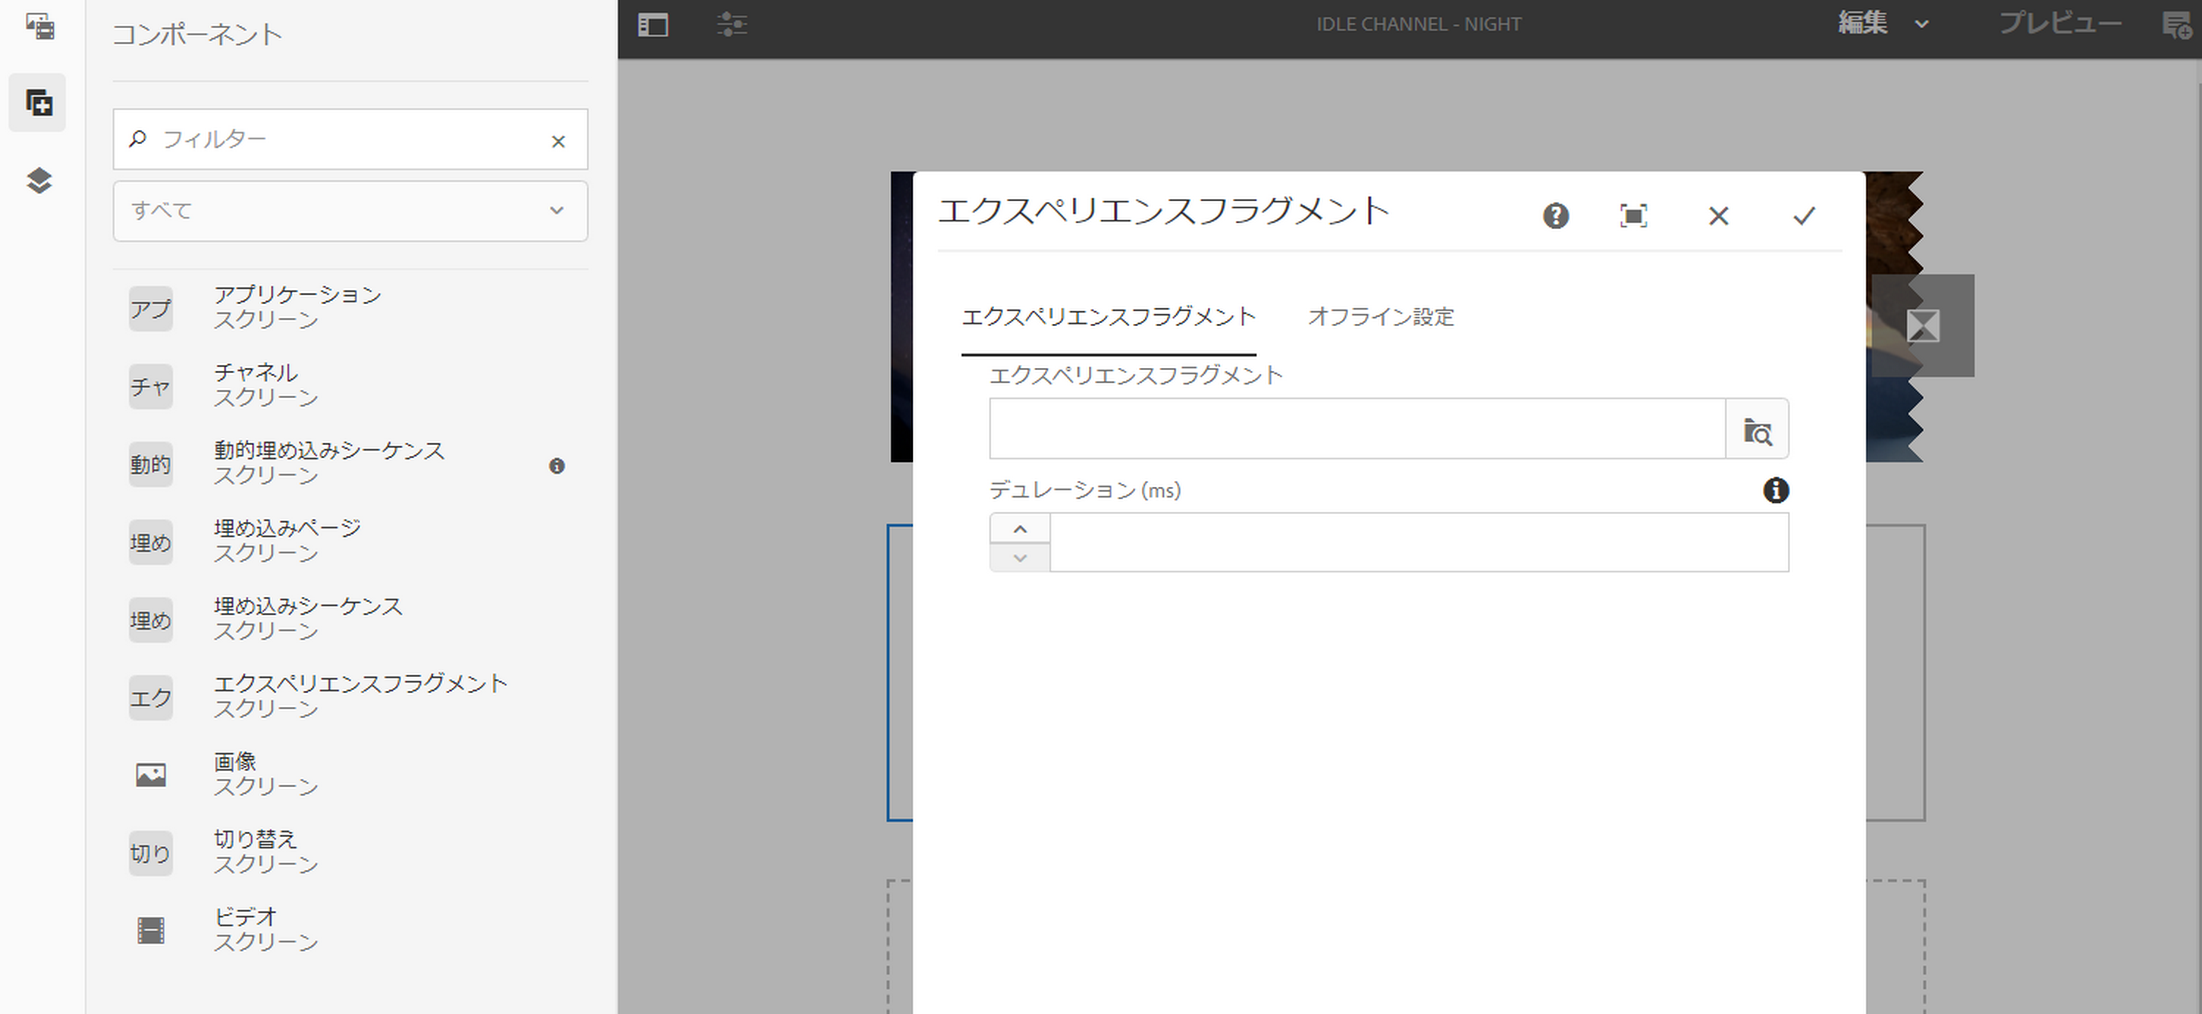 コンポーネント
フィルター
すべて
アプ
アプリケーション
スクリーン
チャ
チャネル
スクリーン
動的
動的埋め込みシーケンス
スクリーン
埋め
埋め込みページ
スクリーン
埋め
埋め込みシーケンス
スクリーン
エク
エクスペリエンスフラグメント
スクリーン
画像
スクリーン
切り
切り替え
スクリーン
ビデオ
スクリーン
IDLE CHANNEL - NIGHT
編集
プレビュー
エクスペリエンスフラグメント
エクスペリエンスフラグメント オフライン設定
エクスペリエンスフラグメント
デュレーション (ms)